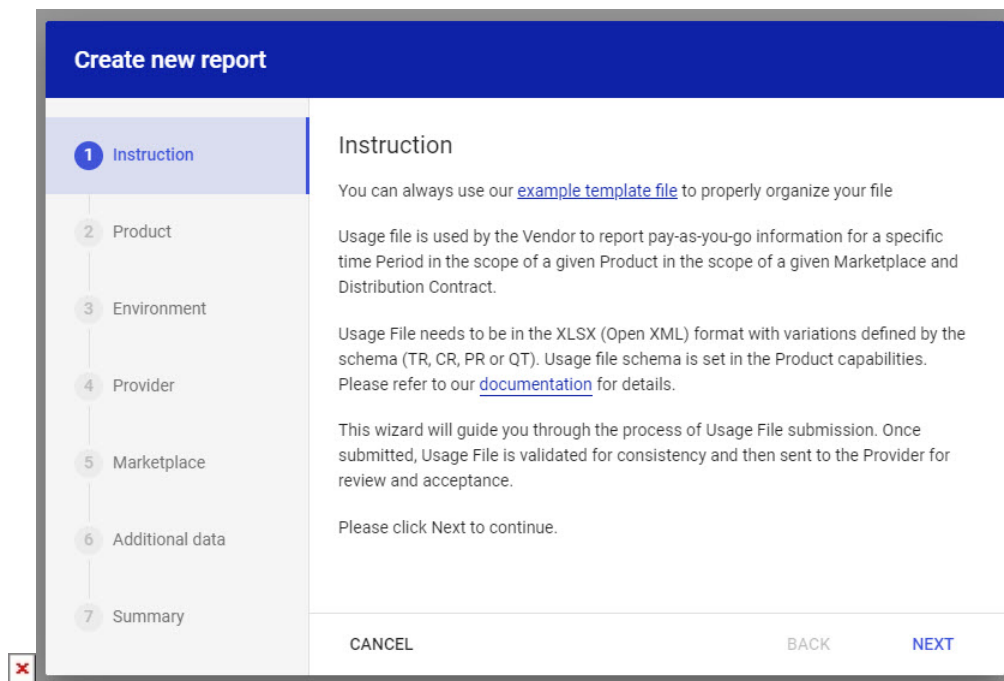 Create new report
1 Instruction
2 Product
3 Environment
4 Provider
5 Marketplace
6 Additional data
7 Summary
Instruction
You can always use our example template file to properly organize your file
Usage file is used by the Vendor to report pay-as-you-go information for a specific
time Period in the scope of a given Product in the scope of a given Marketplace and
Distribution Contract.
Usage File needs to be in the XLSX (Open XML) format with variations defined by the
schema (TR, CR, PR or QT). Usage file schema is set in the Product capabilities.
Please refer to our documentation for details.
This wizard will guide you through the process of Usage File submission. Once
submitted, Usage File is validated for consistency and then sent to the Provider for
review and acceptance.
Please click Next to continue.
CANCEL BACK NEXT